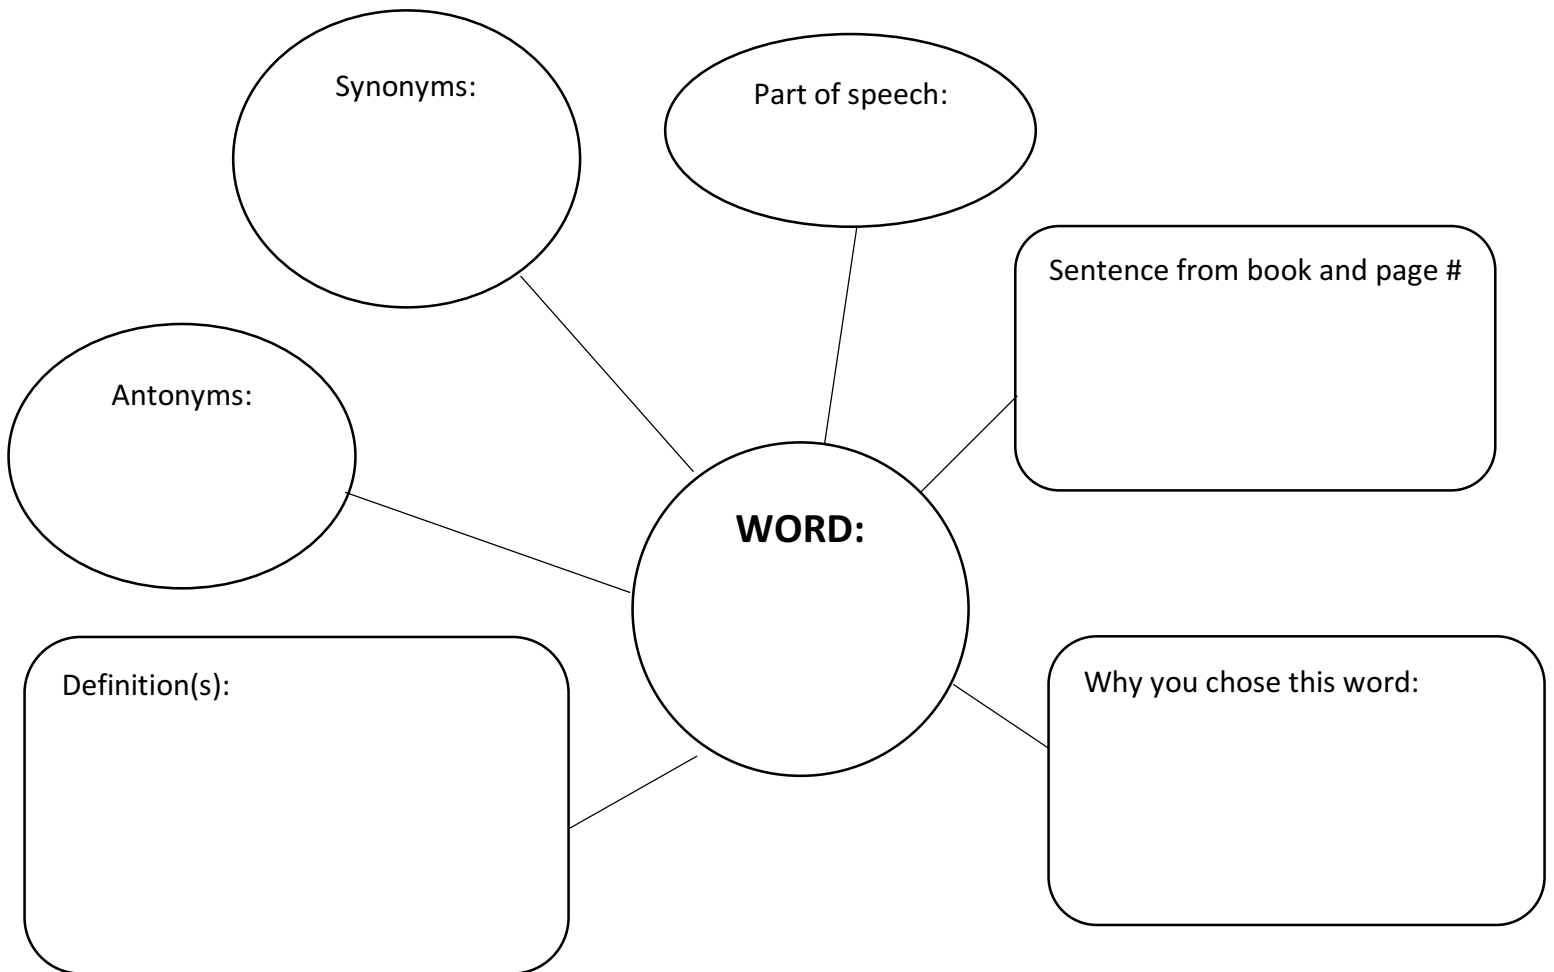 Synonyms:
Part of speech:
Sentence from book and page #
Antonyms:
WORD:
Definition(s):
Why you chose this word: